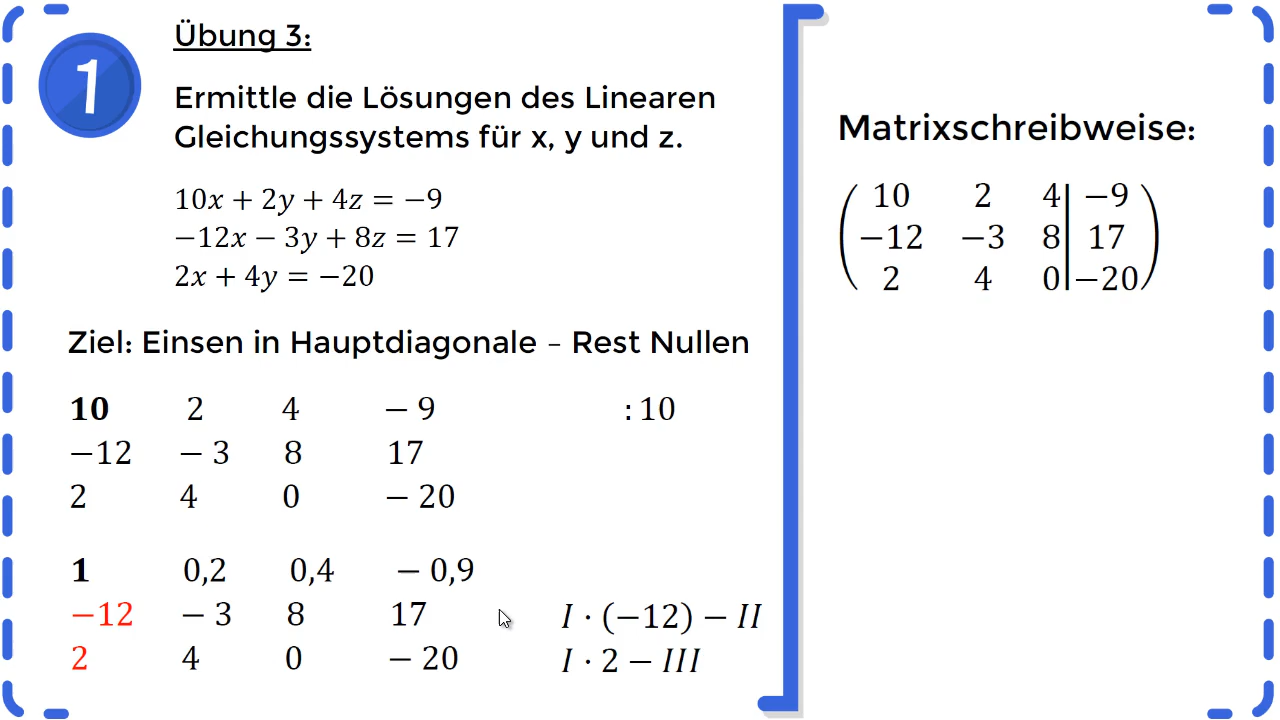 1
Übung 3:
Ermittle die Lösungen des Linearen
Gleichungssystems für x, y und z.
10x + 2y + 4z = −9
−12x − 3y + 8z = 17
2x + 4y = −20
Ziel: Einsen in Hauptdiagonale – Rest Nullen
10 2 4 − 9 : 10
−12 − 3 8 17
2 4 0 − 20
1 0,2 0,4 − 0,9
−12 − 3 8 17 I · (−12) − II
2 4 0 − 20 I · 2 − III
Matrixschreibweise:
10 2 4 | −9
−12 −3 8 | 17
2 4 0 | −20